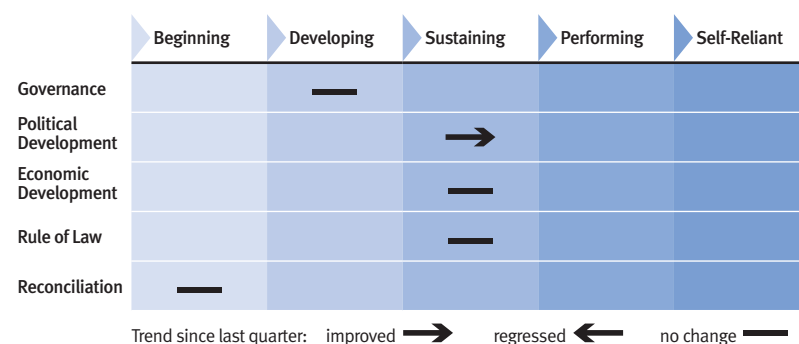 Beginning Developing Sustaining Performing Self-Reliant
Governance
Political
Development
Economic
Development
Rule of Law
Reconciliation
Trend since last quarter: improved regressed no change